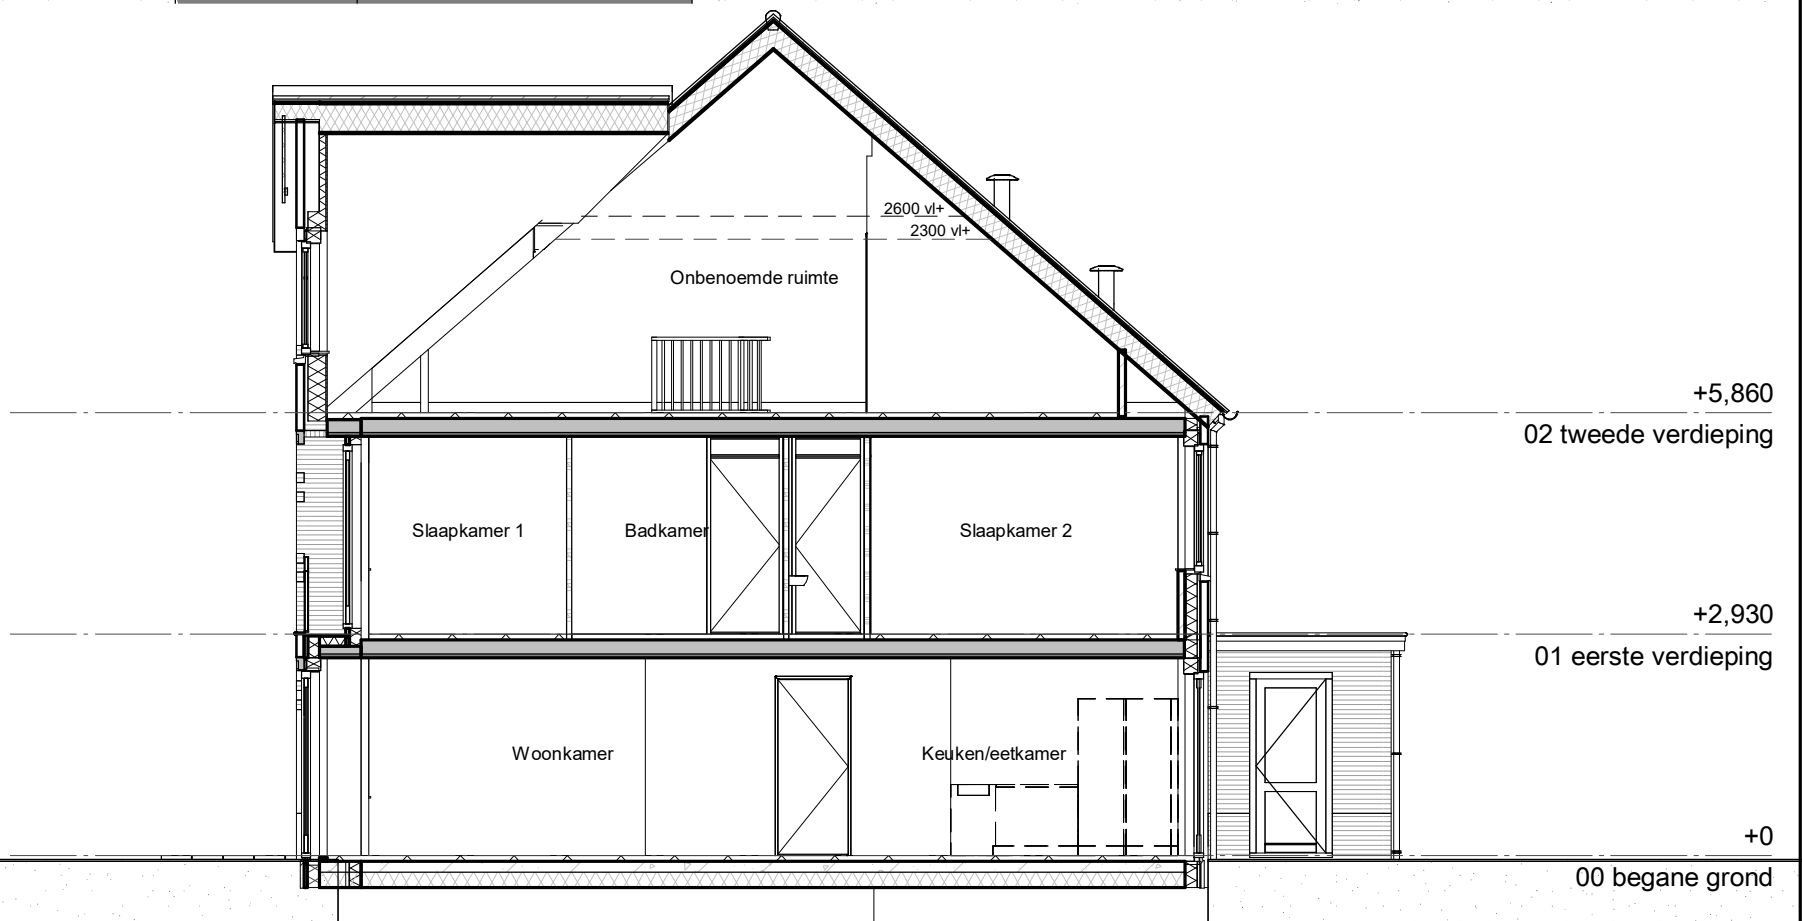 2600 vl+
2300 vl+
Onbenoemde ruimte
+5,860
02 tweede verdieping
Slaapkamer 1
Badkamer
Slaapkamer 2
+2,930
01 eerste verdieping
Woonkamer
Keuken/eetkamer
+0
00 begane grond